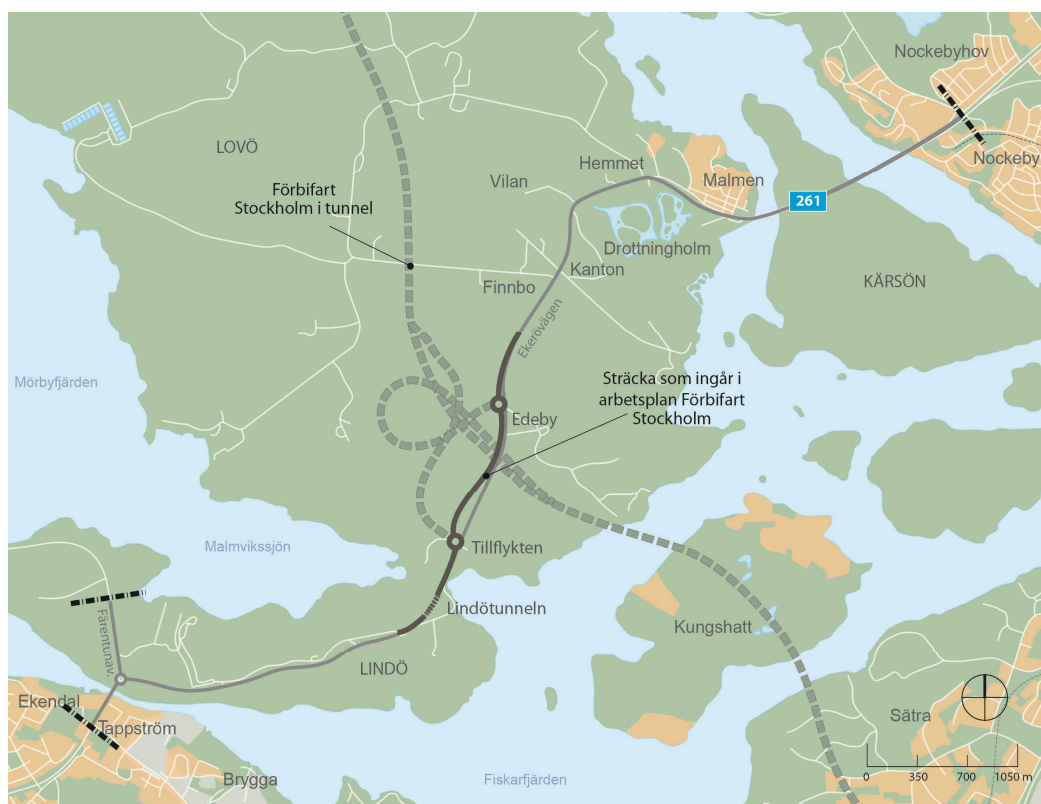 Nockebyhov
LOVÖ
Nockeby
Hemmet
Vilan
Malmen
Förbifart
Stockholm i tunnel
261
Drottningholm
Kanton
KÄRSÖN
Finnbo
Ekerövägen
Mörbyfjärden
Sträcka som ingår i
arbetsplan Förbifart
Stockholm
Edeby
Malmvikssjön
Tillflykten
Lindötunneln
Färentunav.
Kungshatt
LINDÖ
Ekendal
Tappström
Sätra
Brygga
Fiskarfjärden
0 350 700 1050 m